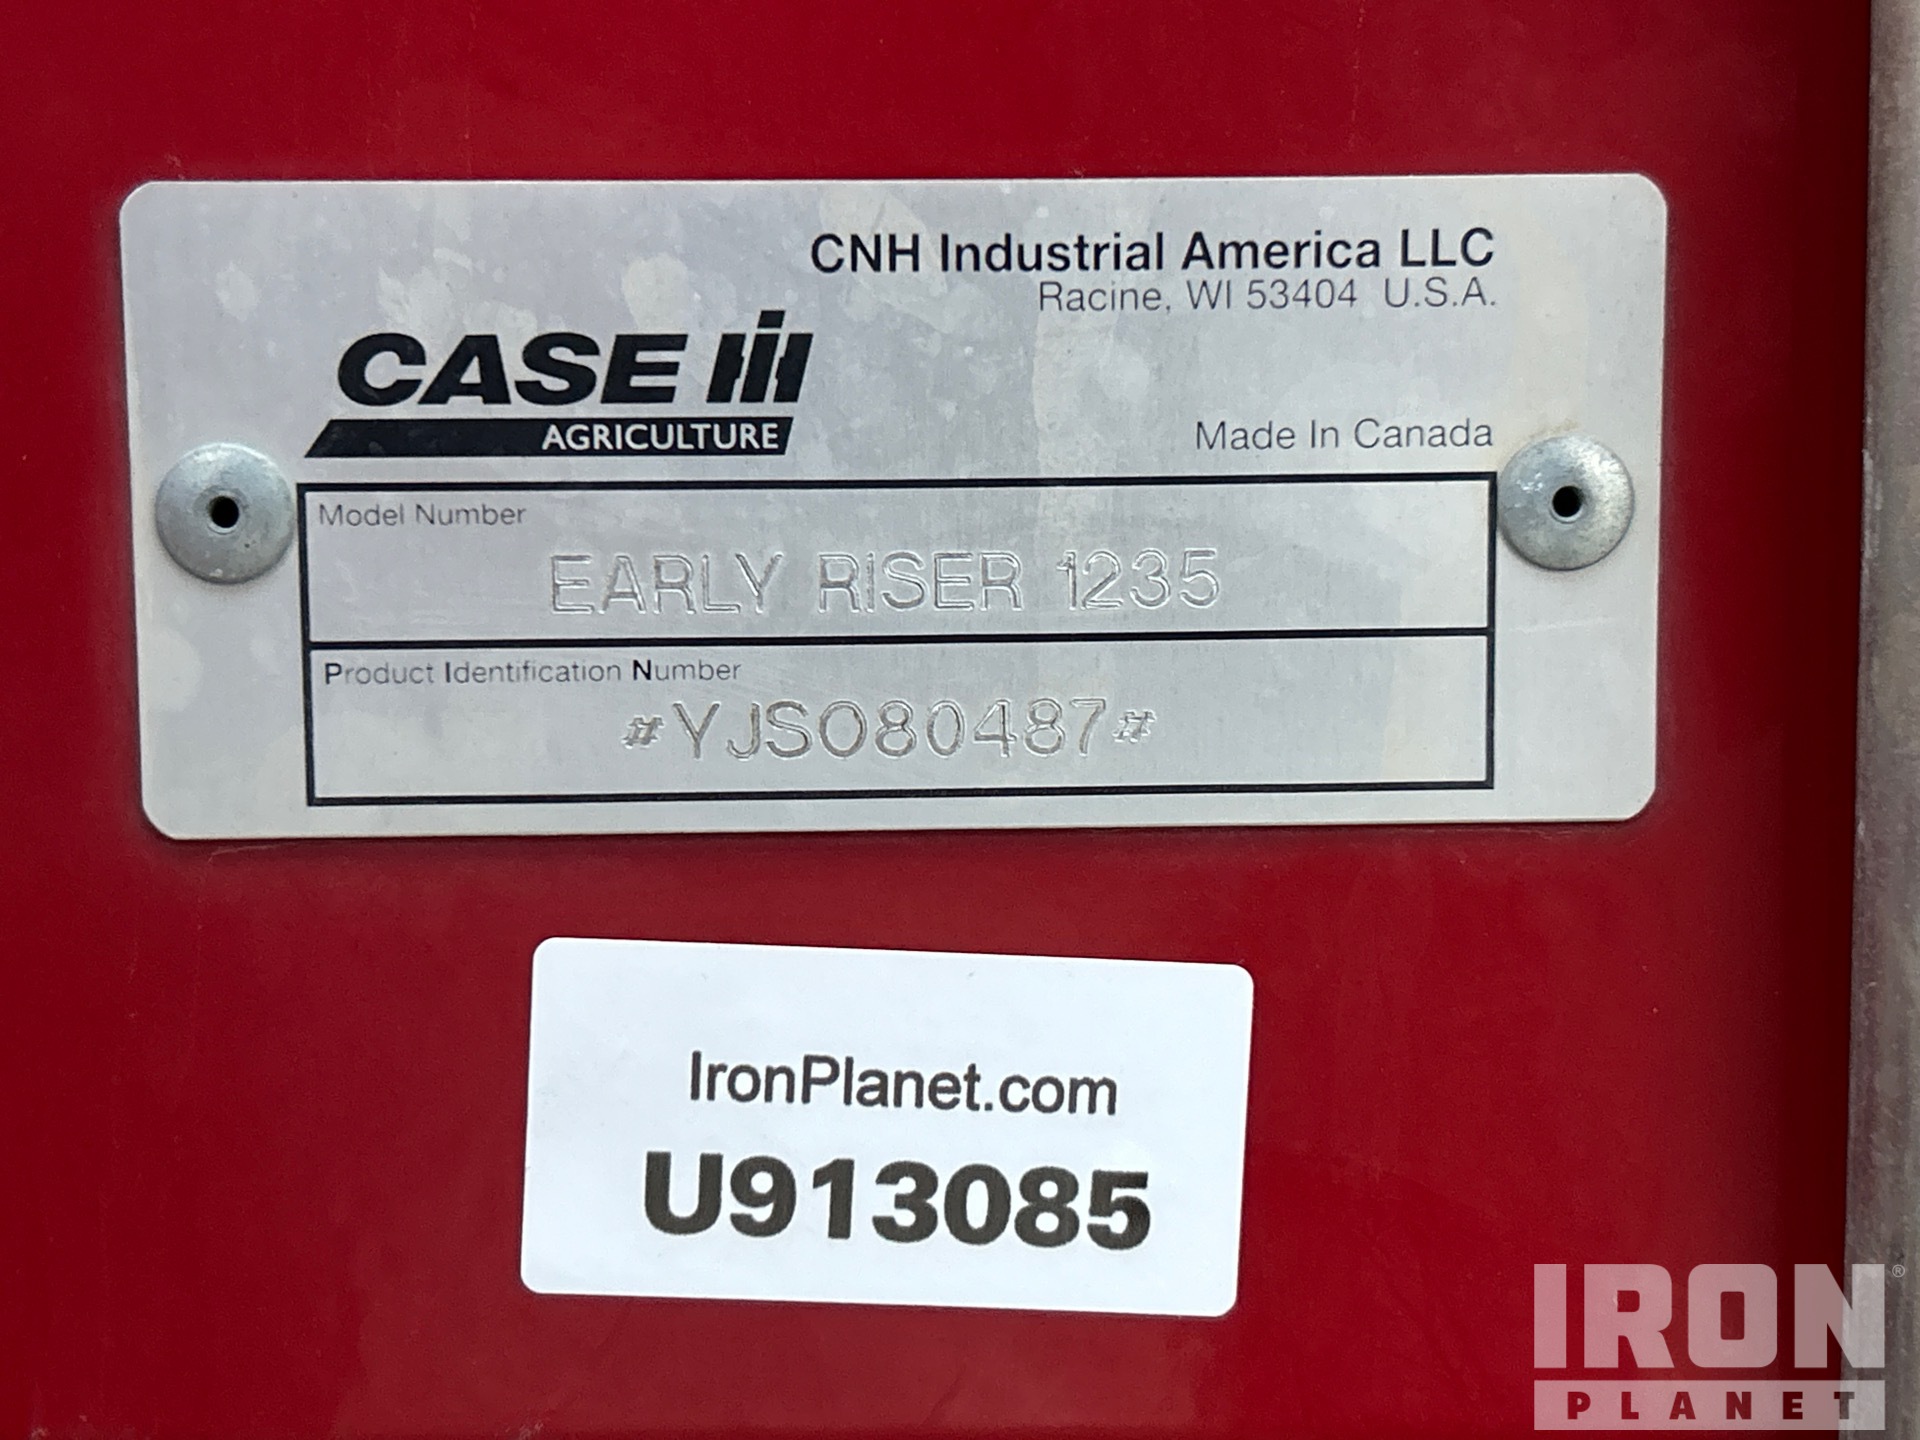 CNH Industrial America LLC
Racine, WI 53404 U.S.A.
CASE IH
AGRICULTURE
Made In Canada
Model Number
EARLY RISER 1235
Product Identification Number
#YJS080487#
IronPlanet.com
U913085
IRON®
PLANET